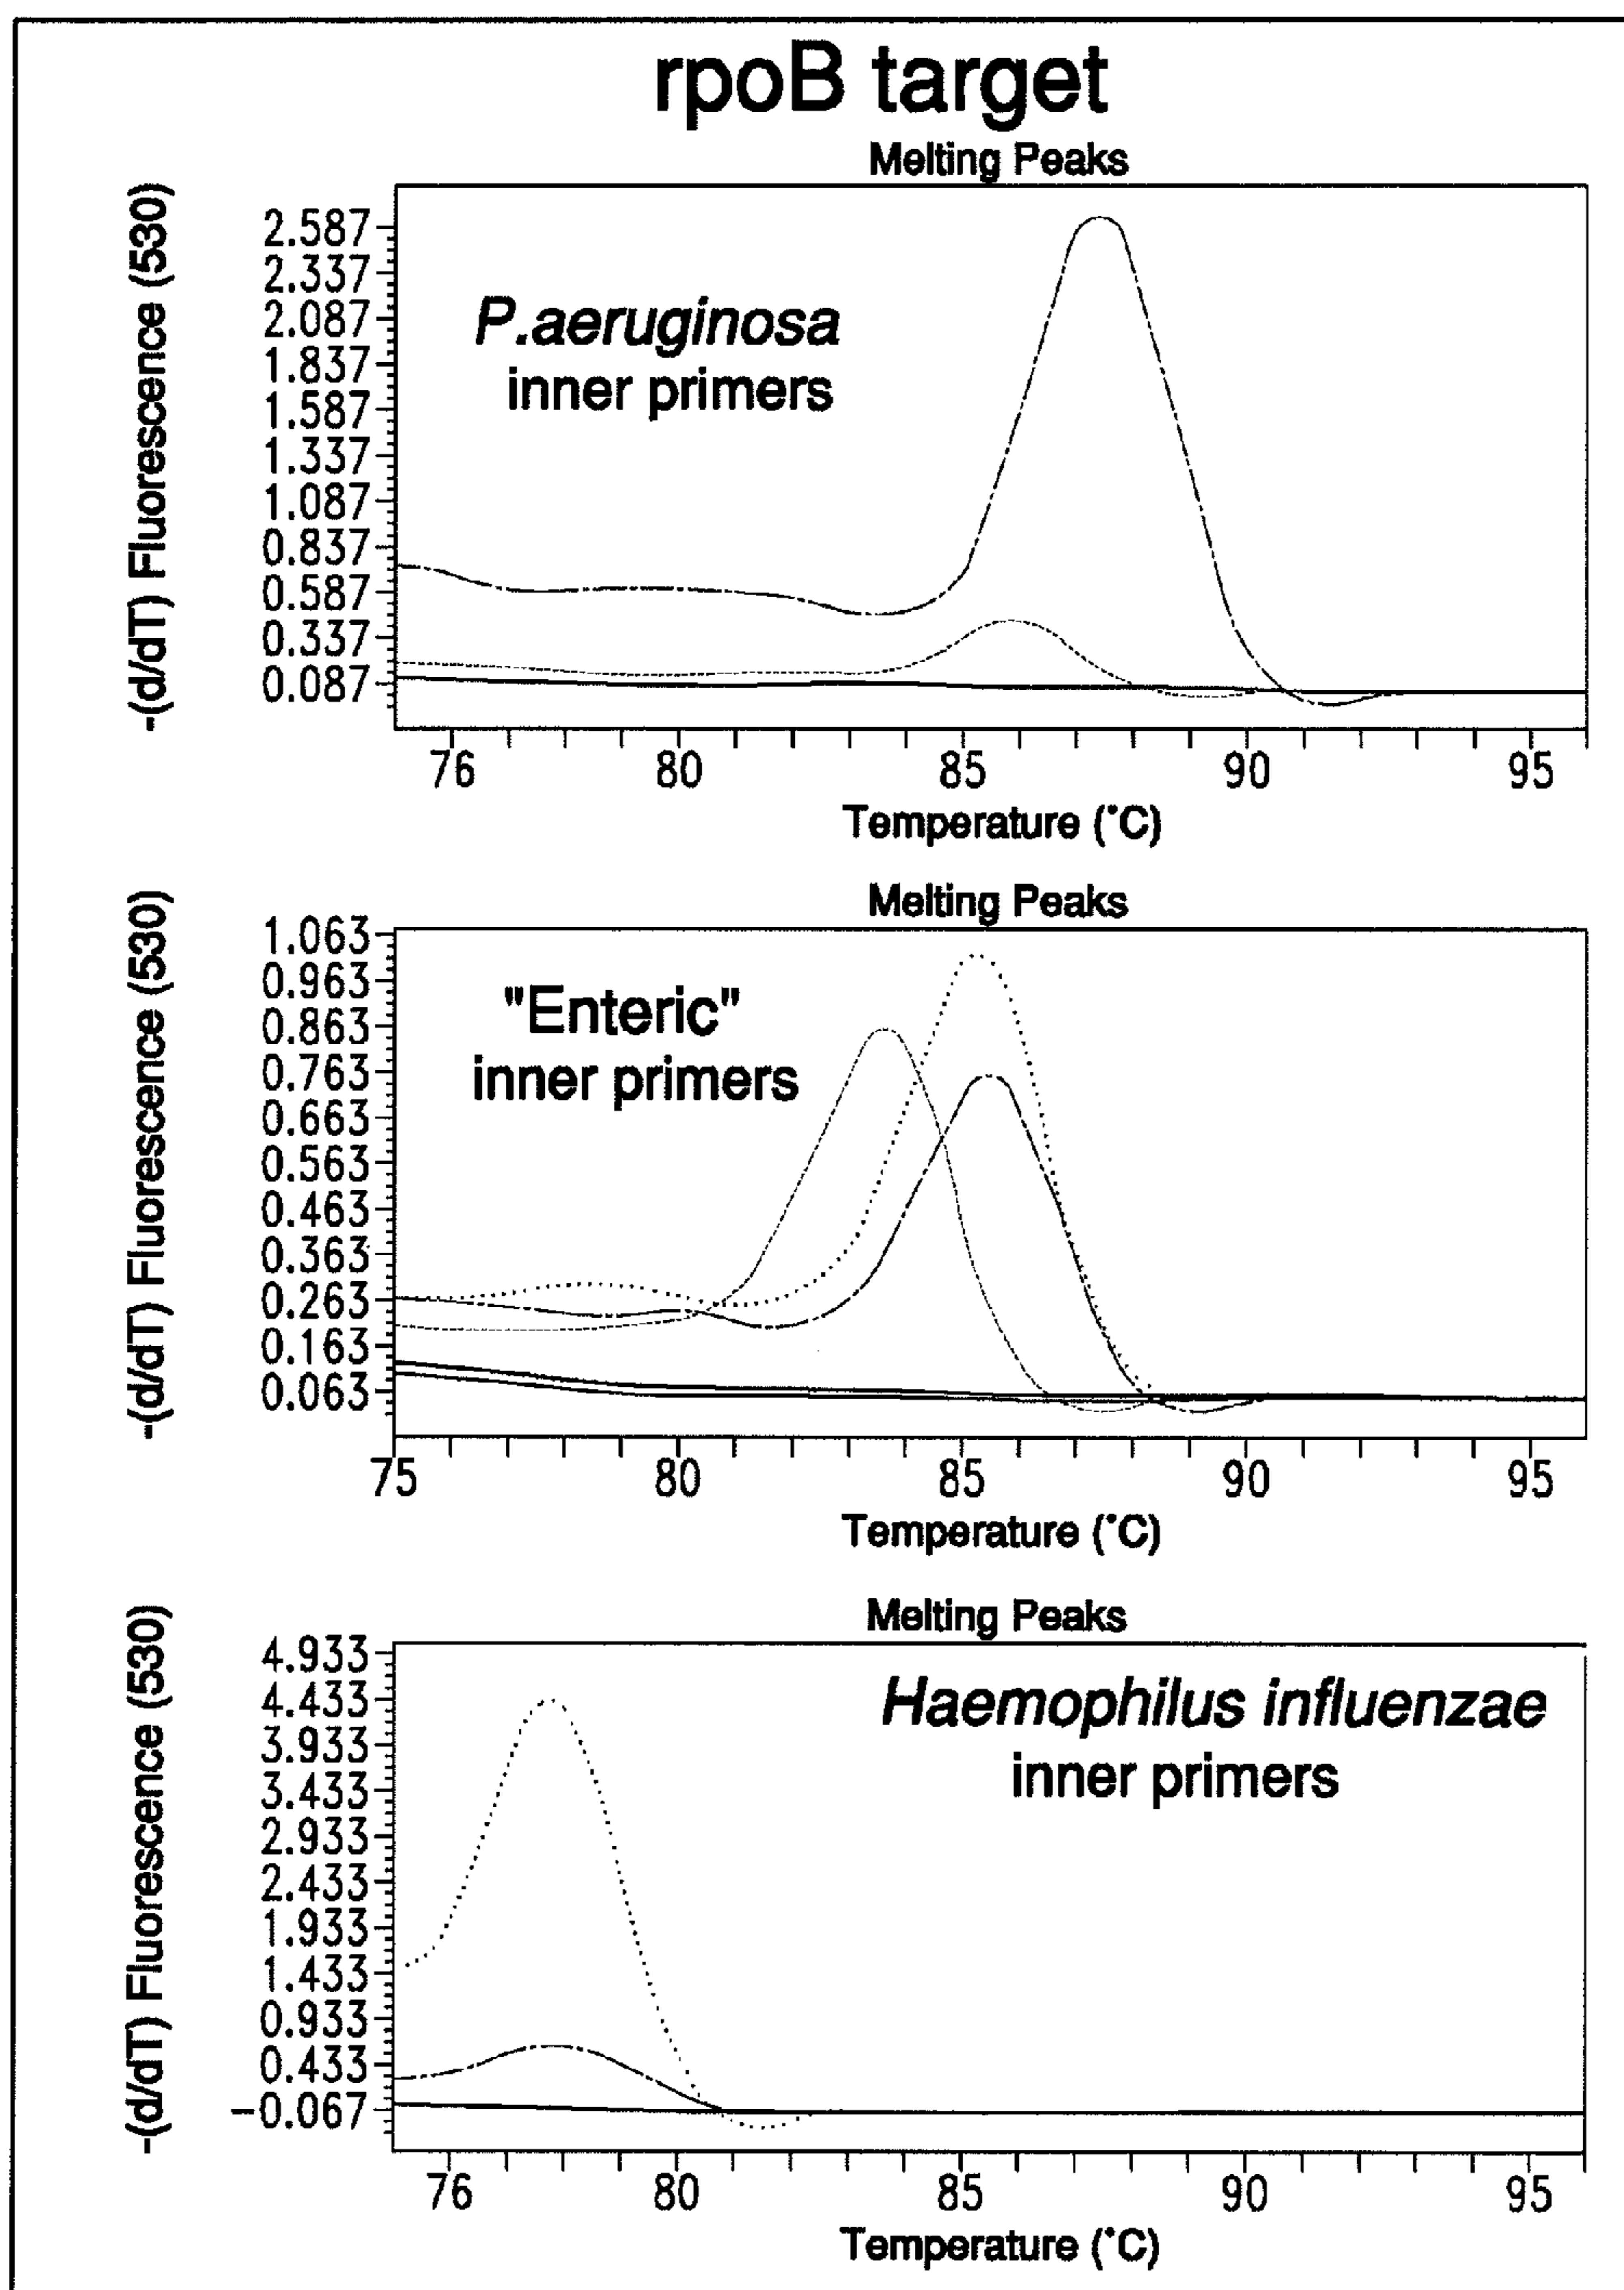 rpoB target
Melting Peaks
-(d/dT) Fluorescence (530)
2.587
2.337
2.087
1.837
1.587
1.337
1.087
0.837
0.587
0.337
0.087
P.aeruginosa
inner primers
76 80 85 90 95
Temperature (°C)
Melting Peaks
-(d/dT) Fluorescence (530)
1.063
0.963
0.863
0.763
0.663
0.563
0.463
0.363
0.263
0.163
0.063
"Enteric"
inner primers
75 80 85 90 95
Temperature (°C)
Melting Peaks
-(d/dT) Fluorescence (530)
4.933
4.433
3.933
3.433
2.933
2.433
1.933
1.433
0.933
0.433
-0.067
Haemophilus influenzae
inner primers
76 80 85 90 95
Temperature (°C)